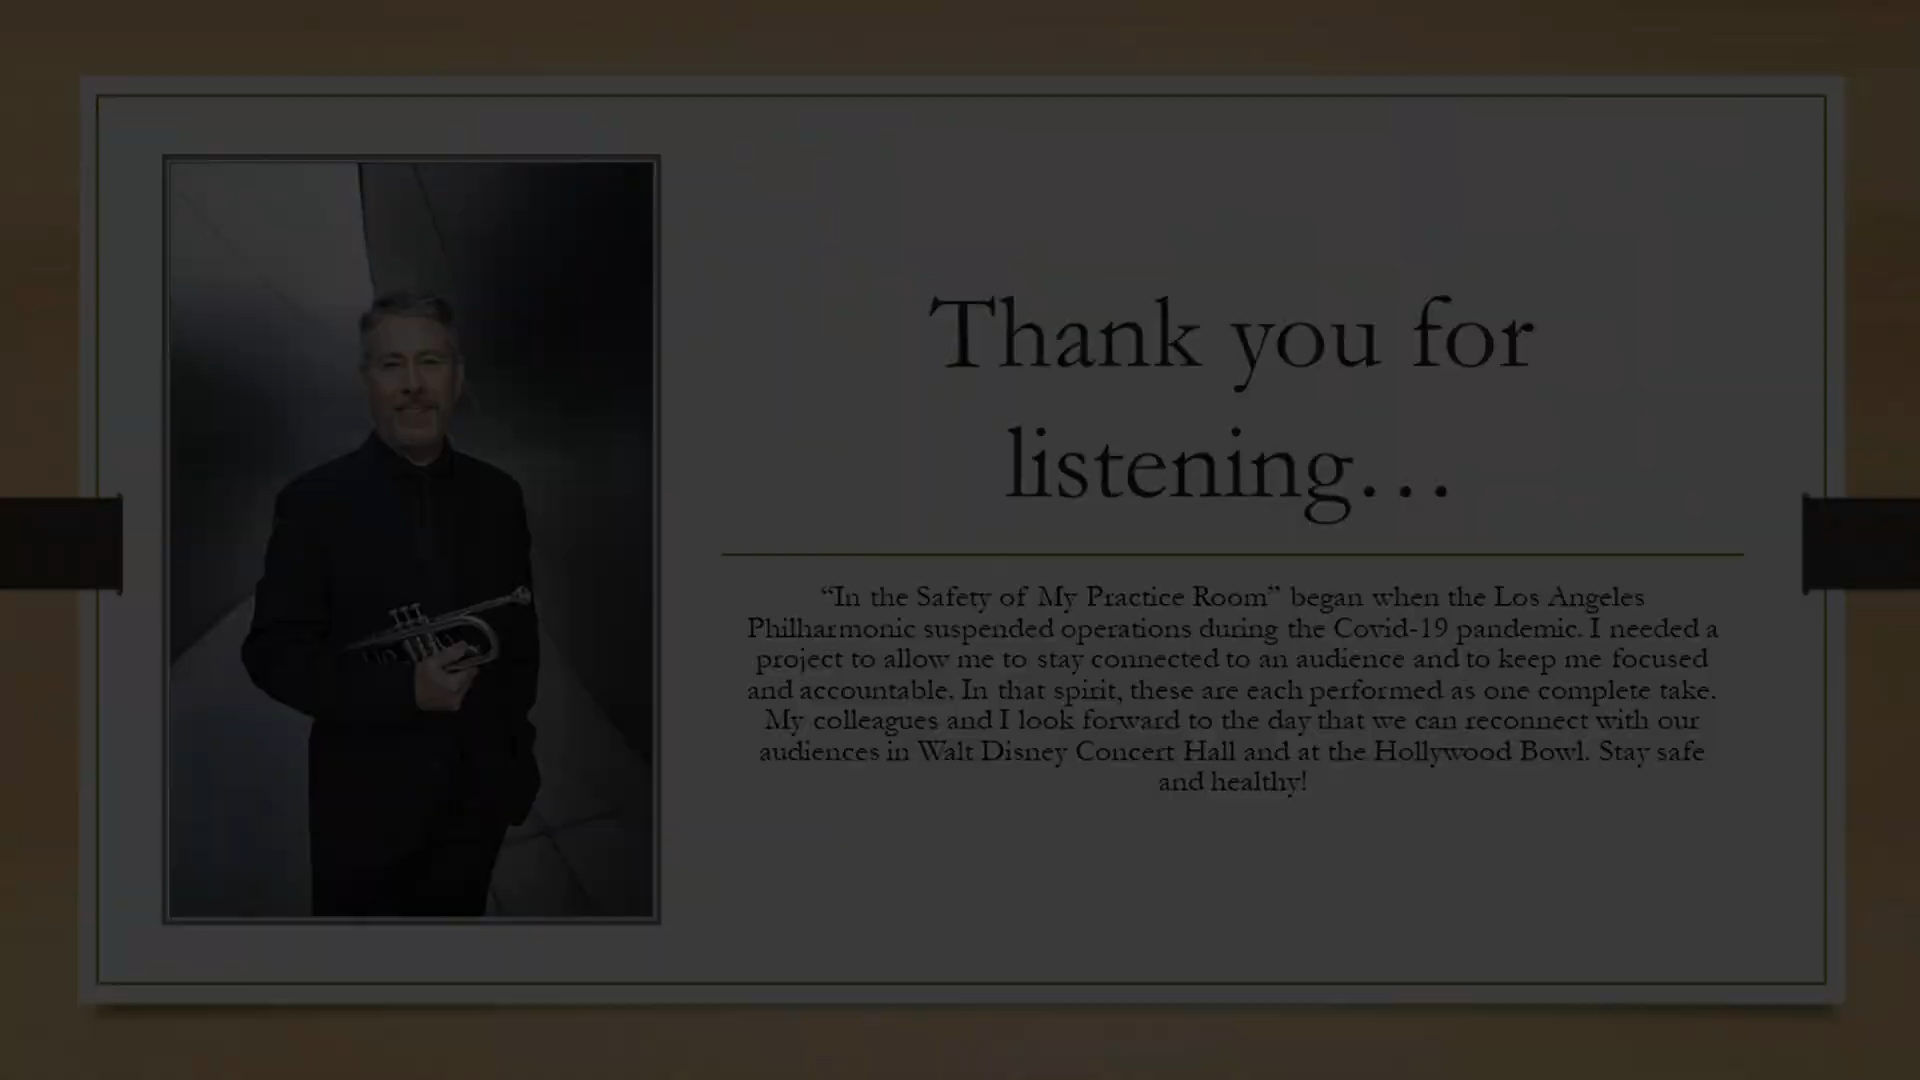 Thank you for
listening…
“In the Safety of My Practice Room” began when the Los Angeles
Philharmonic suspended operations during the Covid-19 pandemic. I needed a
project to allow me to stay connected to an audience and to keep me focused
and accountable. In that spirit, these are each performed as one complete take.
My colleagues and I look forward to the day that we can reconnect with our
audiences in Walt Disney Concert Hall and at the Hollywood Bowl. Stay safe
and healthy!